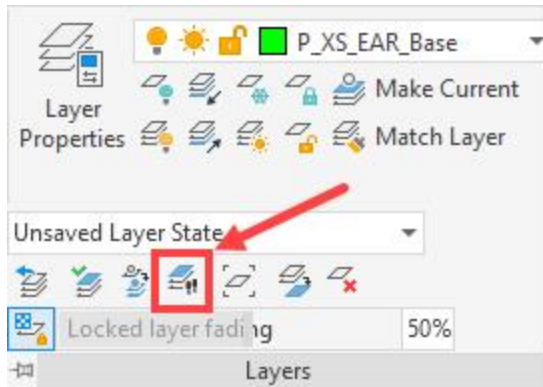 P_XS_EAR_Base
Make Current
Layer
Properties
Match Layer
Unsaved Layer State
Locked layer fading
50%
Layers